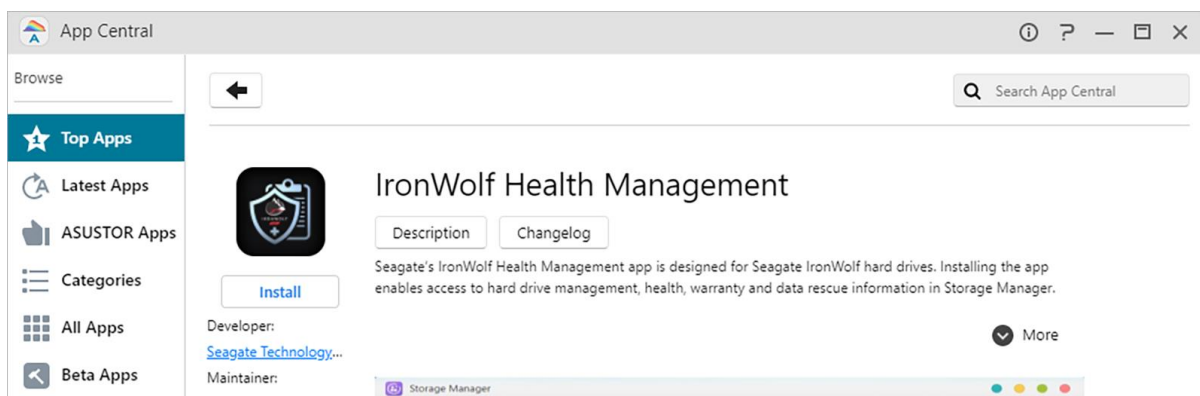 App Central
Browse
Search App Central
Top Apps
Latest Apps
ASUSTOR Apps
Categories
All Apps
Beta Apps
IRONWOLF
Install
Developer:
Seagate Technology...
Maintainer:
IronWolf Health Management
Description Changelog
Seagate's IronWolf Health Management app is designed for Seagate IronWolf hard drives. Installing the app
enables access to hard drive management, health, warranty and data rescue information in Storage Manager.
More
Storage Manager